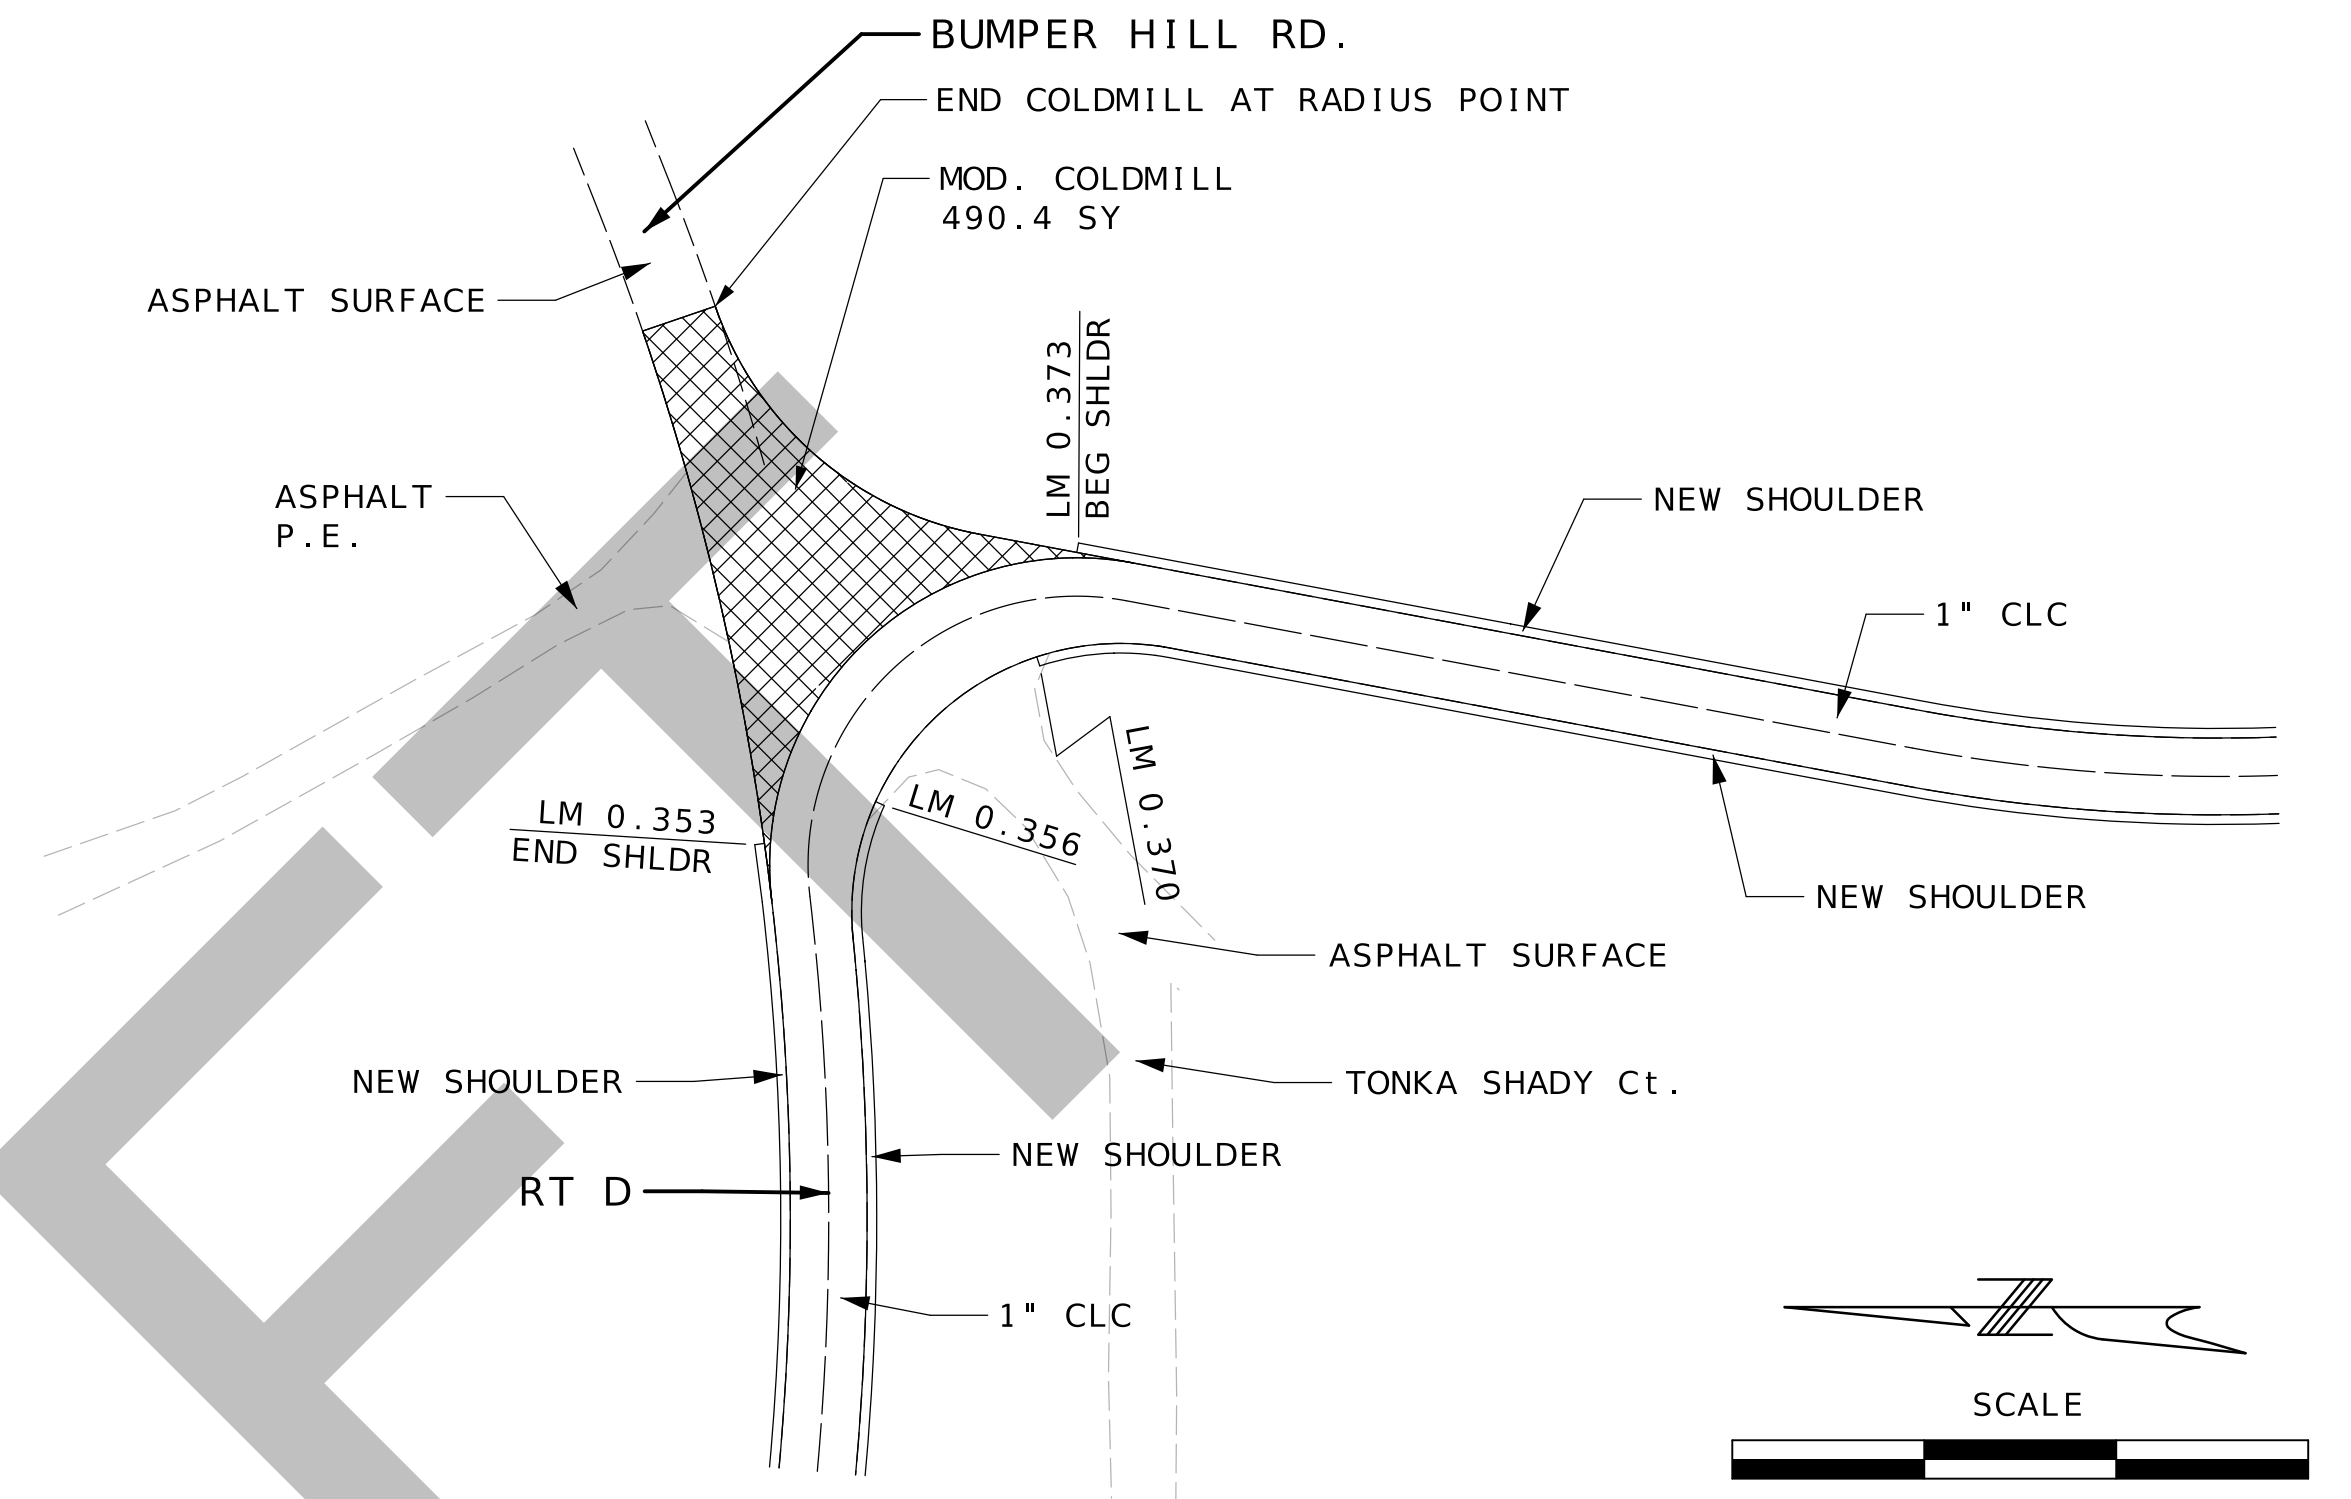 BUMPER HILL RD.
END COLDMILL AT RADIUS POINT
MOD. COLDMILL
490.4 SY
ASPHALT SURFACE
LM 0.373
BEG SHLDR
ASPHALT
P.E.
NEW SHOULDER
1" CLC
LM 0.370
LM 0.353
END SHLDR
LM 0.356
NEW SHOULDER
ASPHALT SURFACE
NEW SHOULDER
TONKA SHADY Ct.
NEW SHOULDER
RT D
1" CLC
SCALE